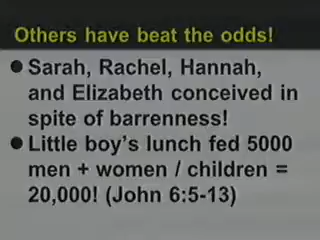 Others have beat the odds!
● Sarah, Rachel, Hannah,
and Elizabeth conceived in
spite of barrenness!
● Little boy's lunch fed 5000
men + women / children =
20,000! (John 6:5-13)